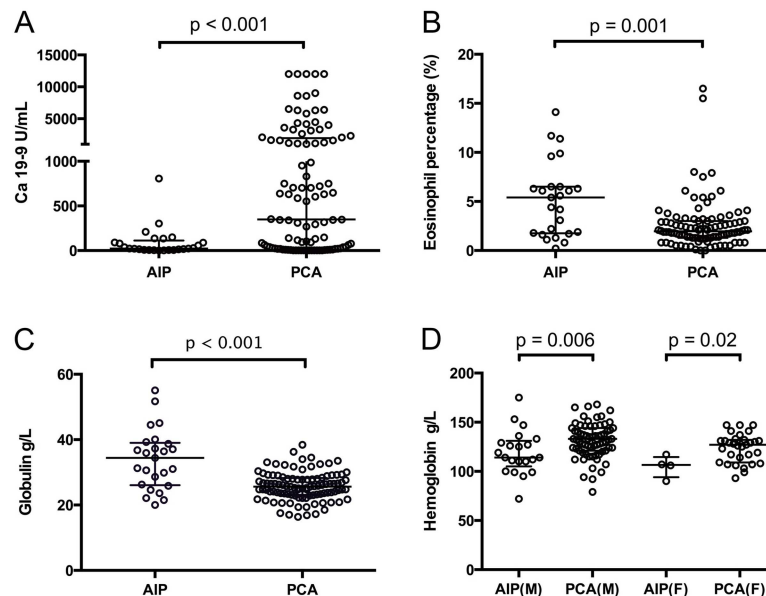 A
p < 0.001
Ca 19-9 U/mL
15000
10000
5000
1000
500
0
AIP
PCA
B
p = 0.001
Eosinophil percentage (%)
20
15
10
5
0
AIP
PCA
C
p < 0.001
Globulin g/L
60
40
20
0
AIP
PCA
D
p = 0.006
p = 0.02
Hemoglobin g/L
200
150
100
50
0
AIP(M)
PCA(M)
AIP(F)
PCA(F)